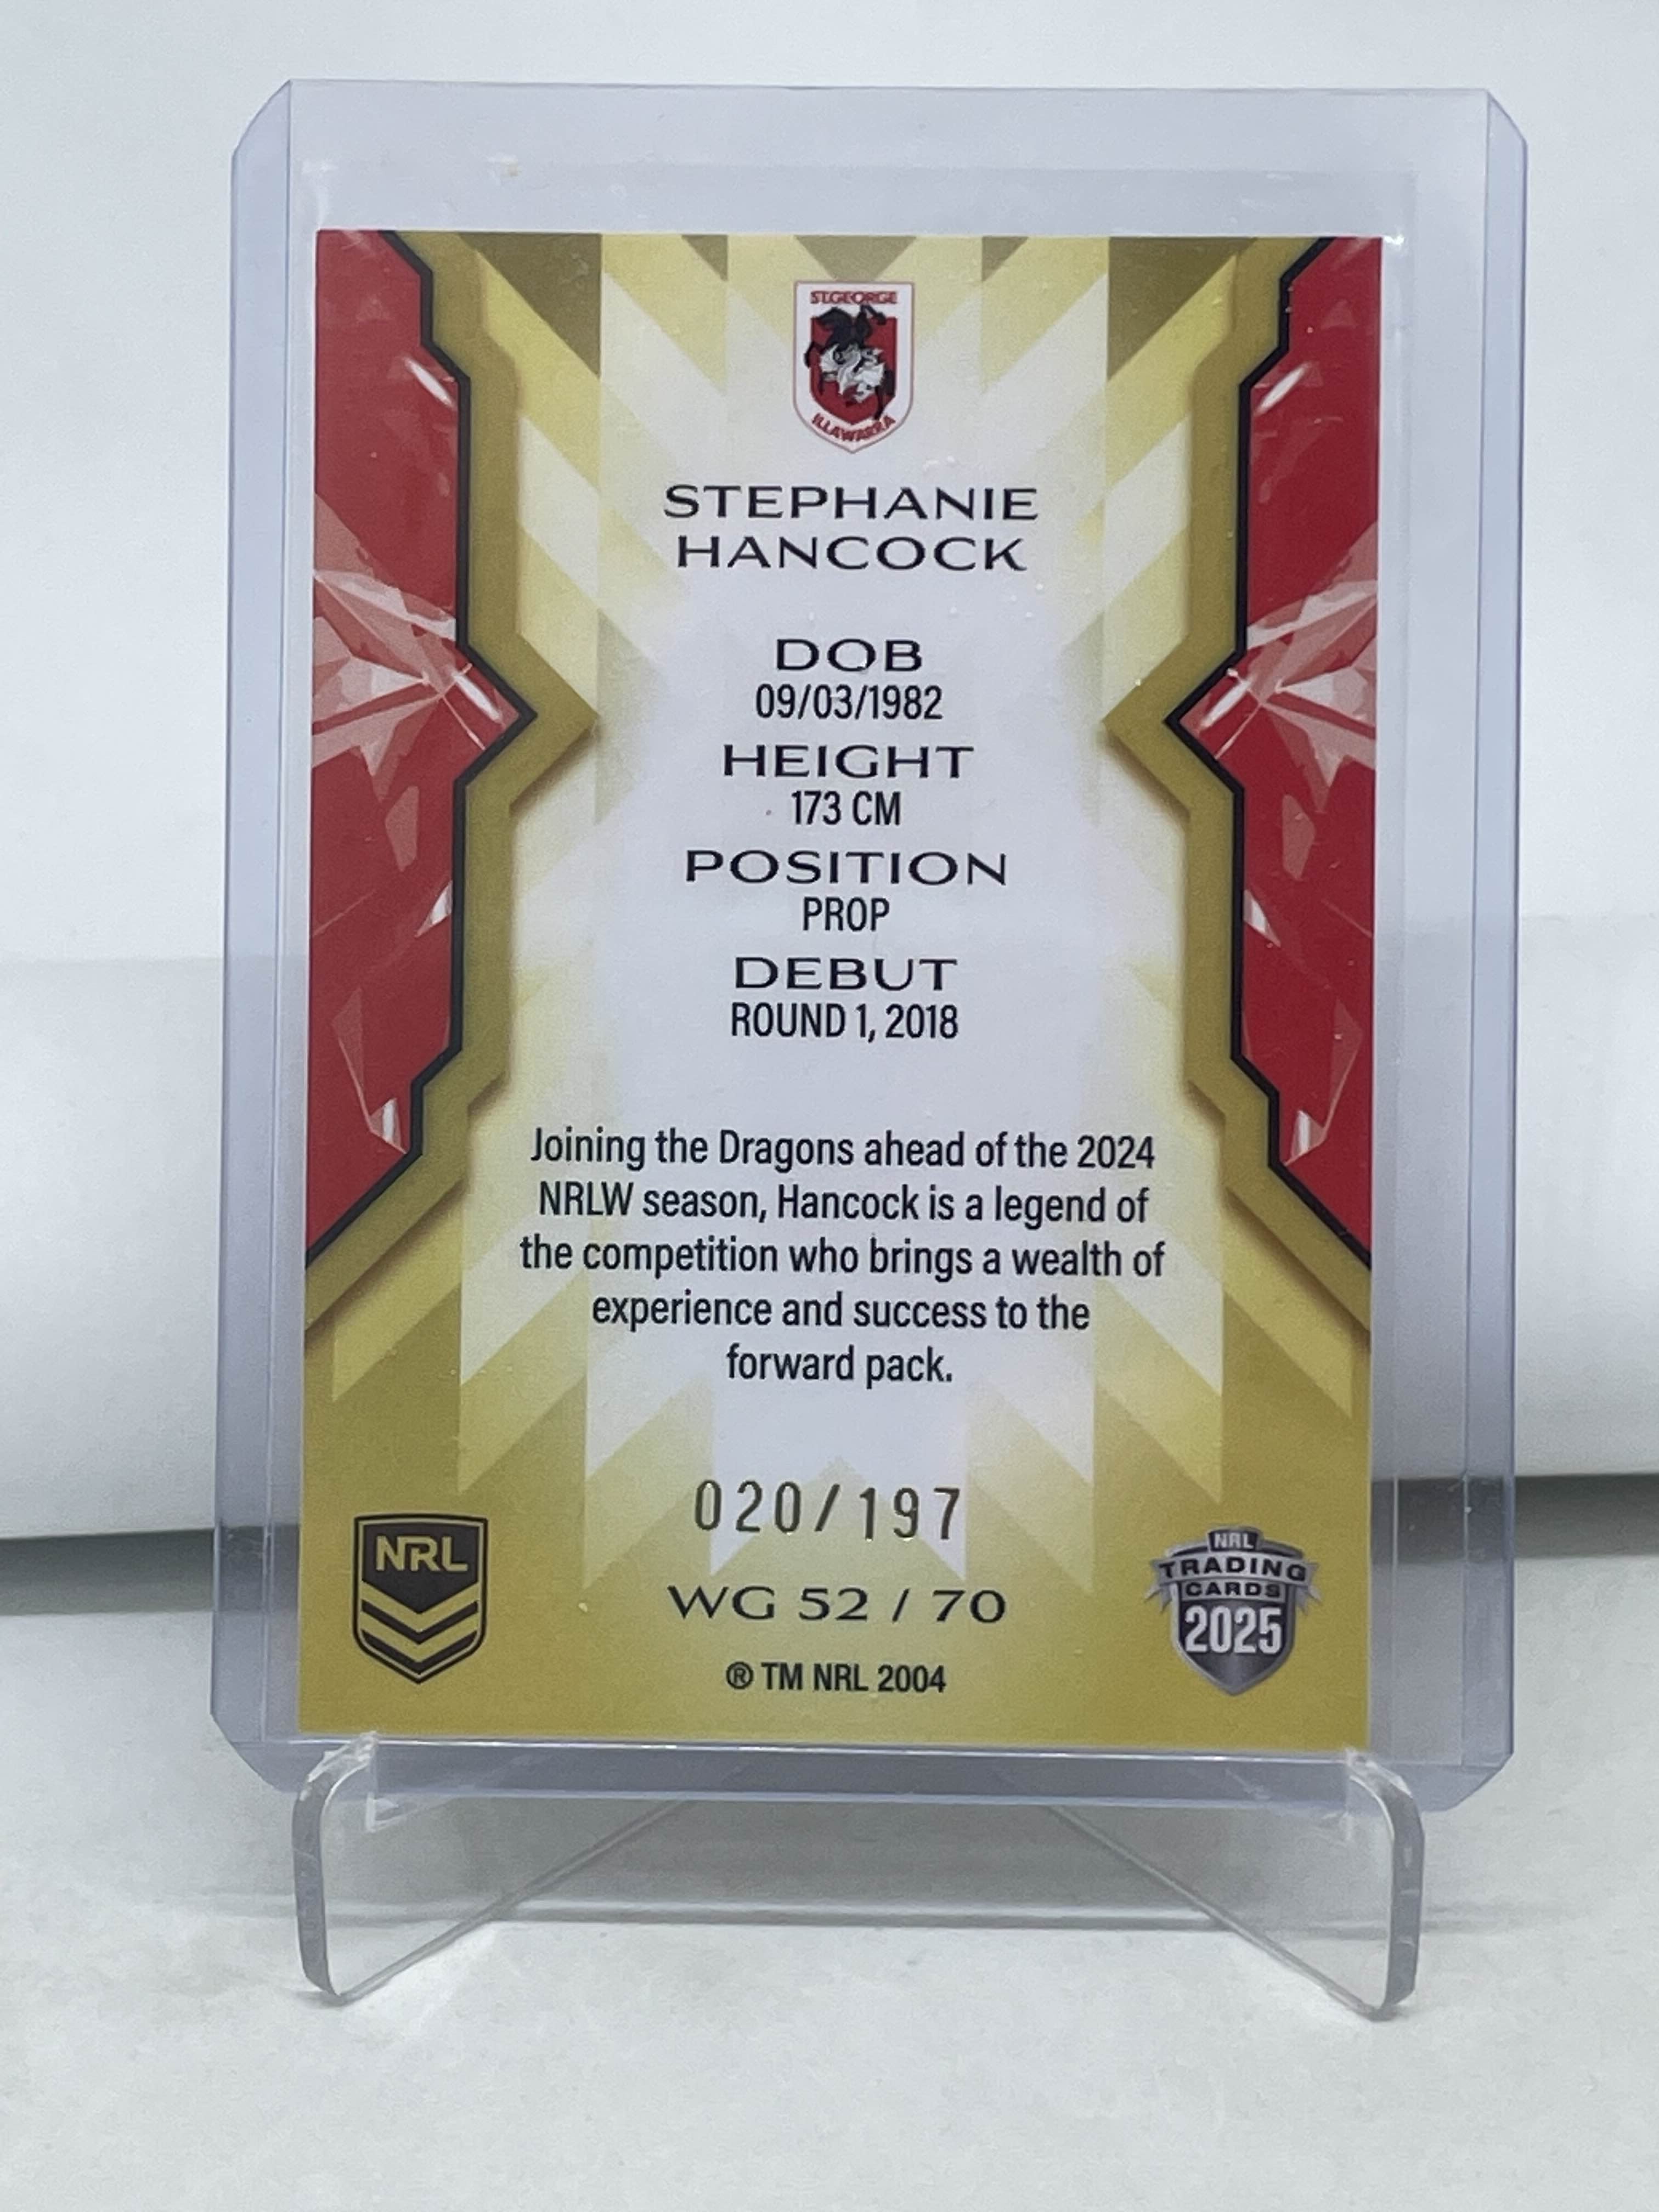 ST.GEORGE
ILLAWARRA
STEPHANIE
HANCOCK
DOB
09/03/1982
HEIGHT
173 CM
POSITION
PROP
DEBUT
ROUND 1, 2018
Joining the Dragons ahead of the 2024
NRLW season, Hancock is a legend of
the competition who brings a wealth of
experience and success to the
forward pack.
020/197
NRL
WG 52 / 70
® TM NRL 2004
NRL
TRADING
CARDS
2025